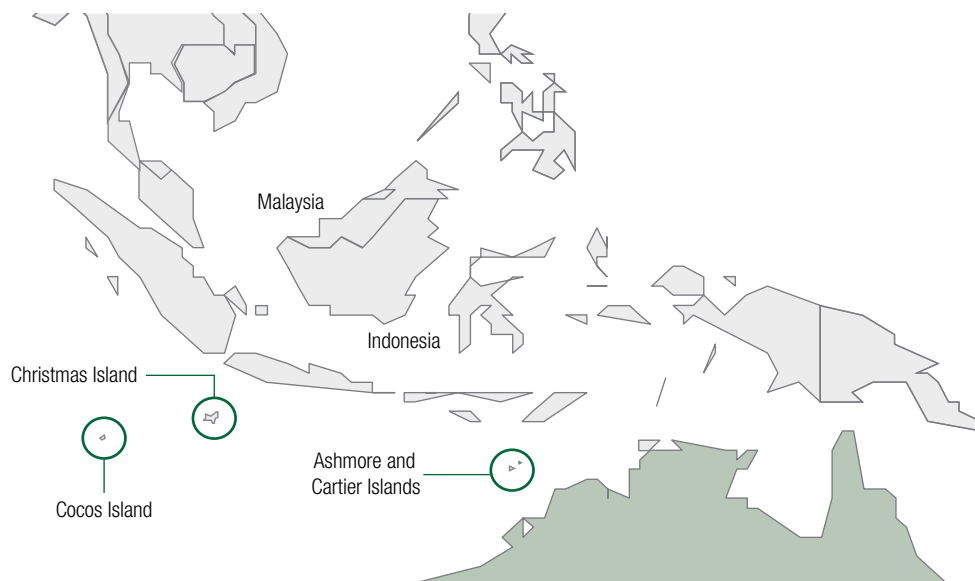 Malaysia
Indonesia
Christmas Island
Ashmore and
Cartier Islands
Cocos Island